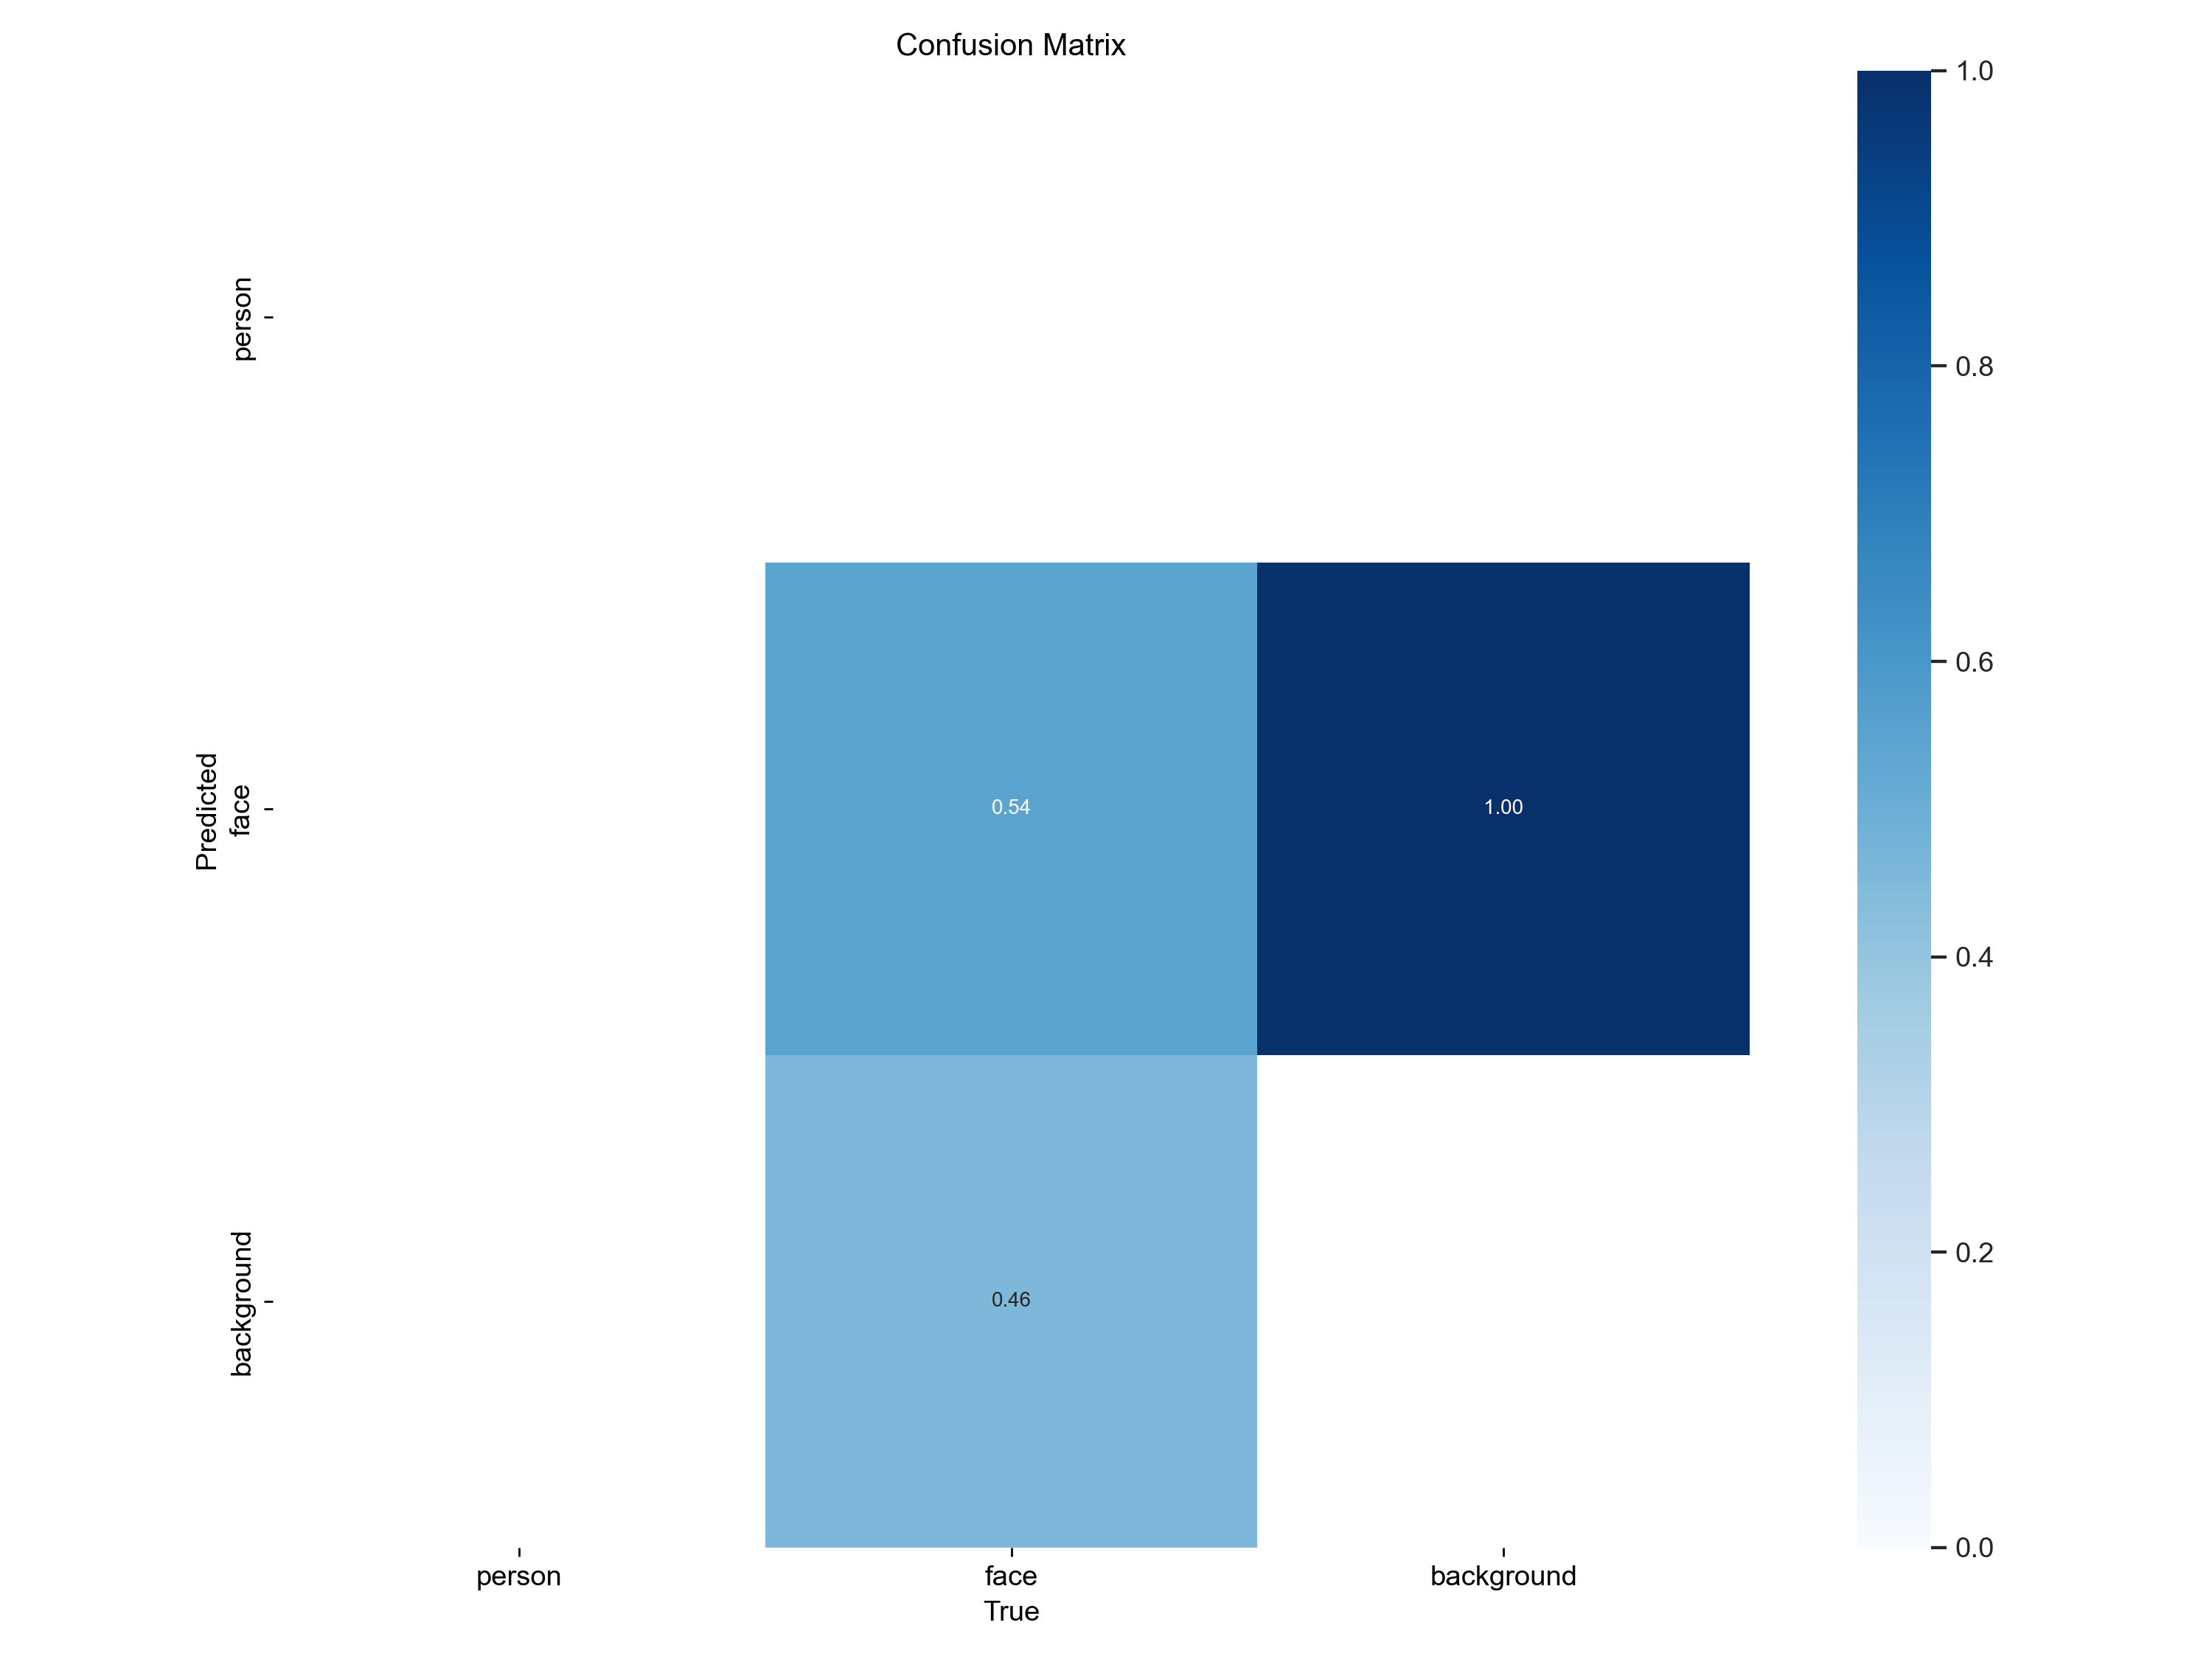 Confusion Matrix
1.0
0.8
0.6
0.4
0.2
0.0
person
Predicted
face
background
0.54
1.00
0.46
person
face
background
True